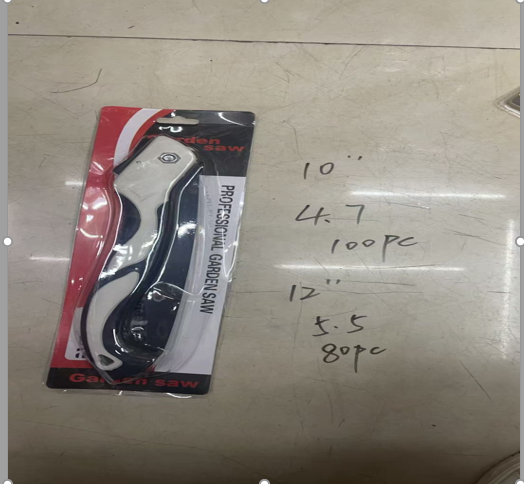 Garden
saw
PROFESSIONAL GARDEN SAW
Garden saw
10"
4.7
100pc
12"
5.5
80pc